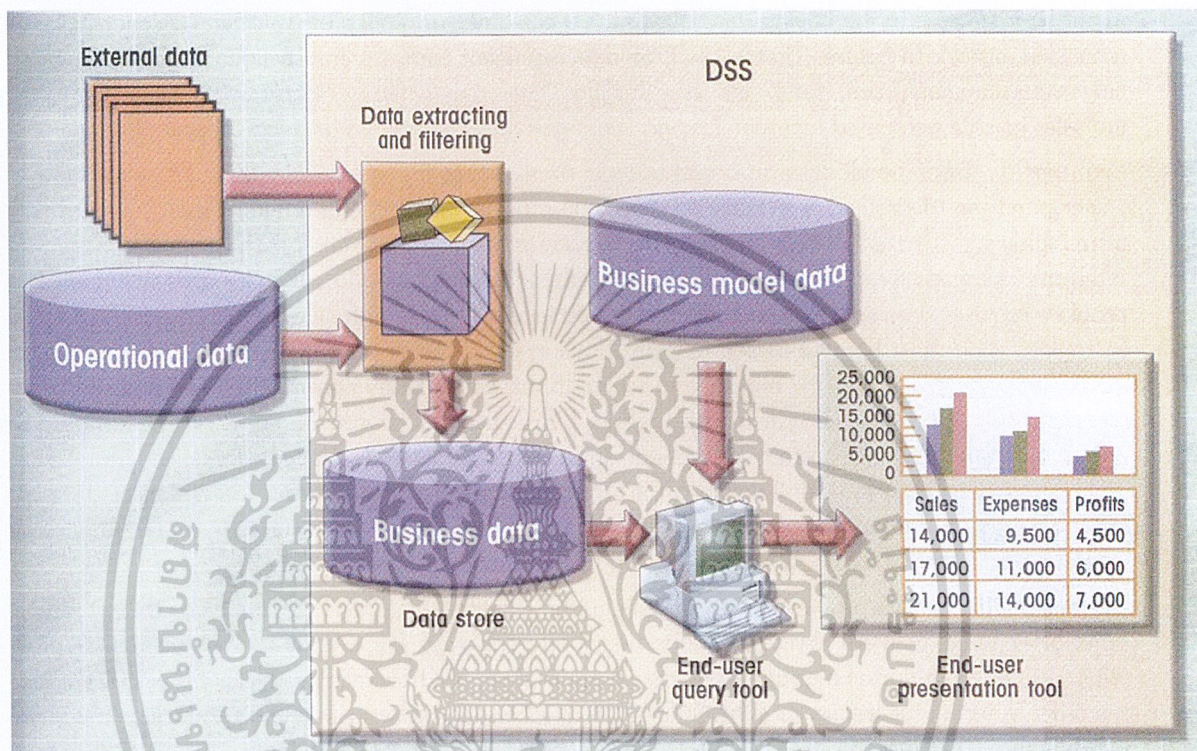 External data
DSS
Data extracting
and filtering
Business model data
Operational data
25,000
20,000
15,000
10,000
5,000
0
Business data
Sales Expenses Profits
14,000 9,500 4,500
17,000 11,000 6,000
21,000 14,000 7,000
Data store
End-user
query tool
End-user
presentation tool